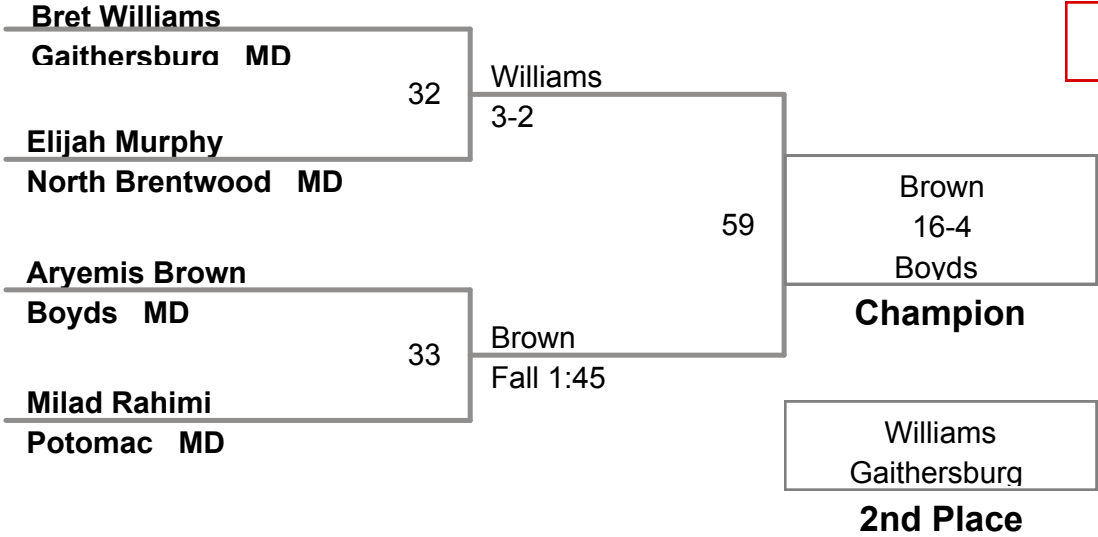 Bret Williams
Gaithersburg MD
32
Williams
3-2
Elijah Murphy
North Brentwood MD
59
Brown
16-4
Boyds
Champion
Aryemis Brown
Boyds MD
33
Brown
Fall 1:45
Milad Rahimi
Potomac MD
Williams
Gaithersburg
2nd Place